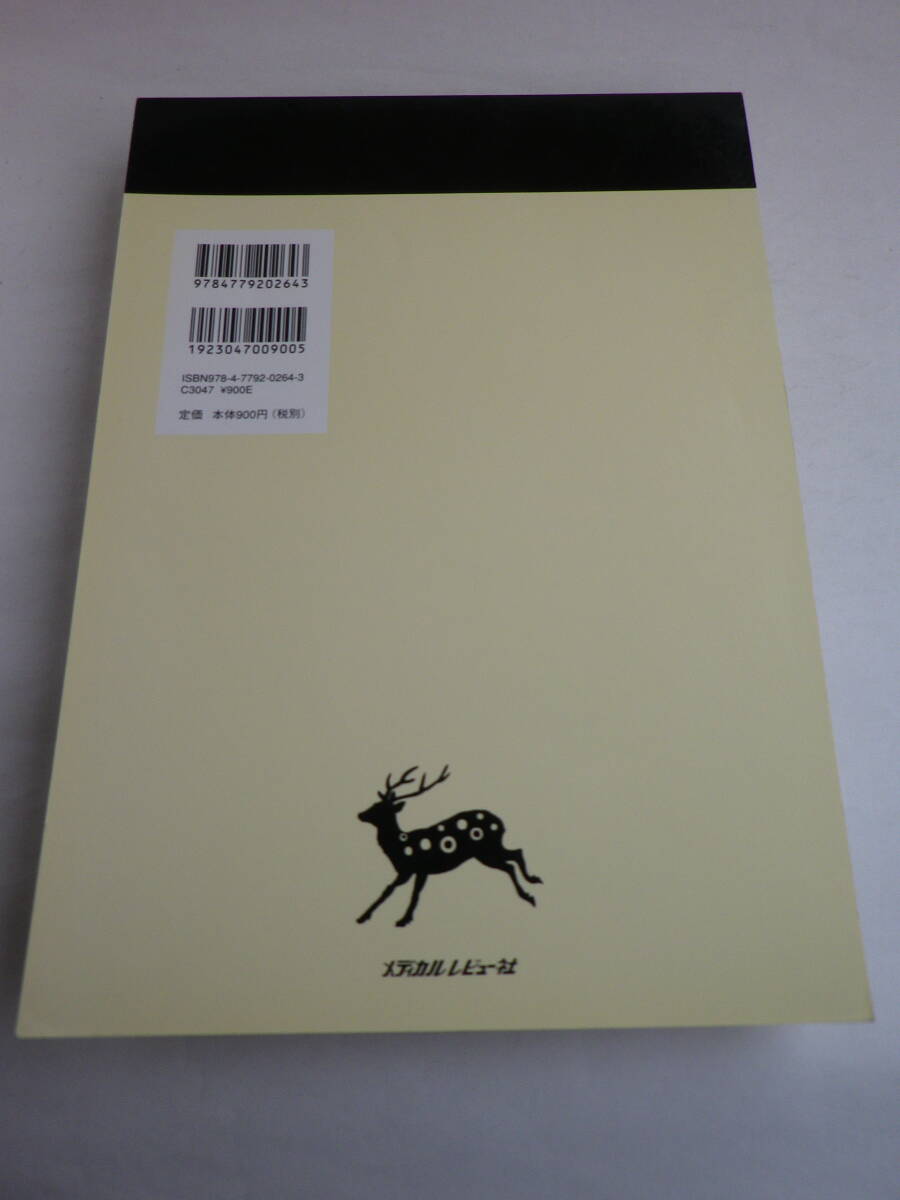 9784779202643
1923047009005
ISBN978-4-7792-0264-3
C3047 ¥900E
定価 本体900円(税別)
メディカルレビュー社